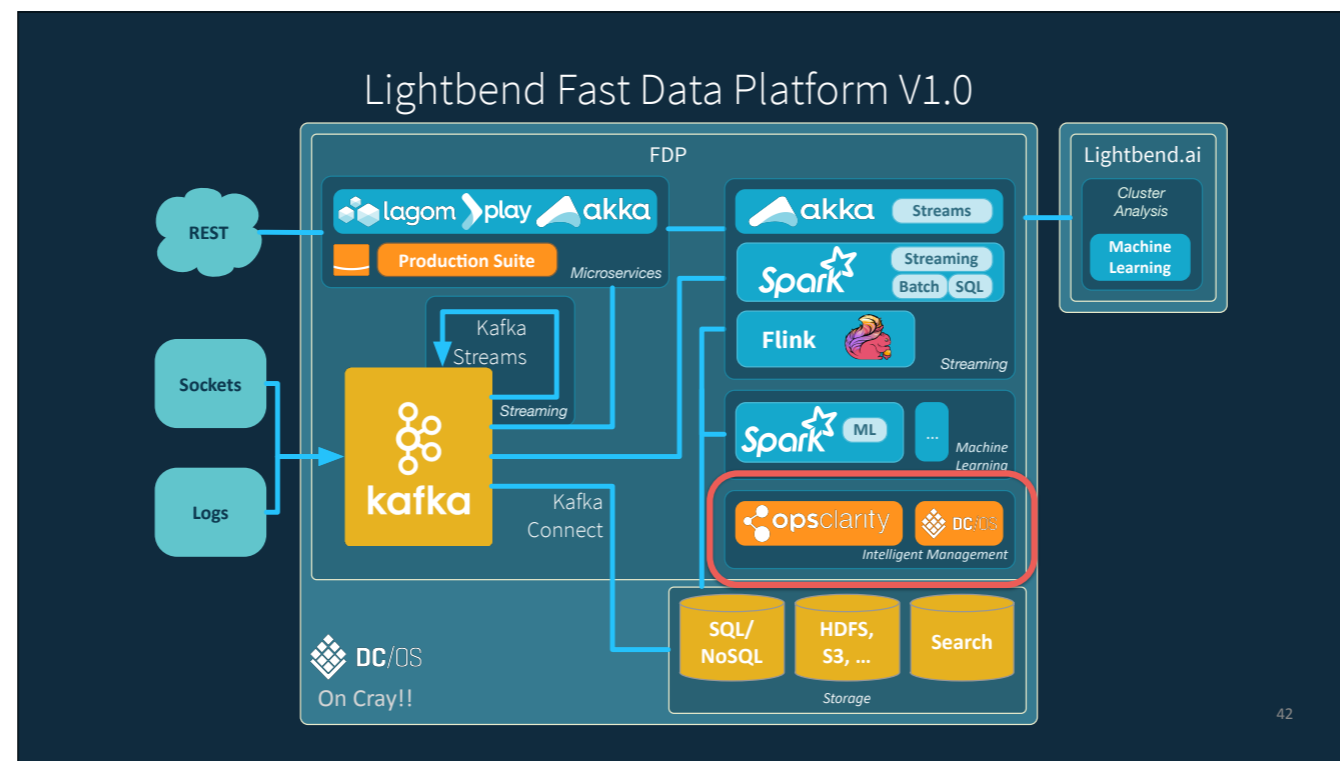 Lightbend Fast Data Platform V1.0
FDP
Lightbend.ai
Cluster
Analysis
Machine
Learning
REST
lagom play akka
Production Suite
Microservices
akka Streams
Spark Streaming
Batch SQL
Flink
Streaming
Kafka
Streams
Streaming
Sockets
Logs
kafka
Kafka
Connect
Spark ML
...
Machine
Learning
opsclarity DC/OS
Intelligent Management
SQL/
NoSQL
HDFS,
S3, ...
Search
Storage
DC/OS
On Cray!!
42